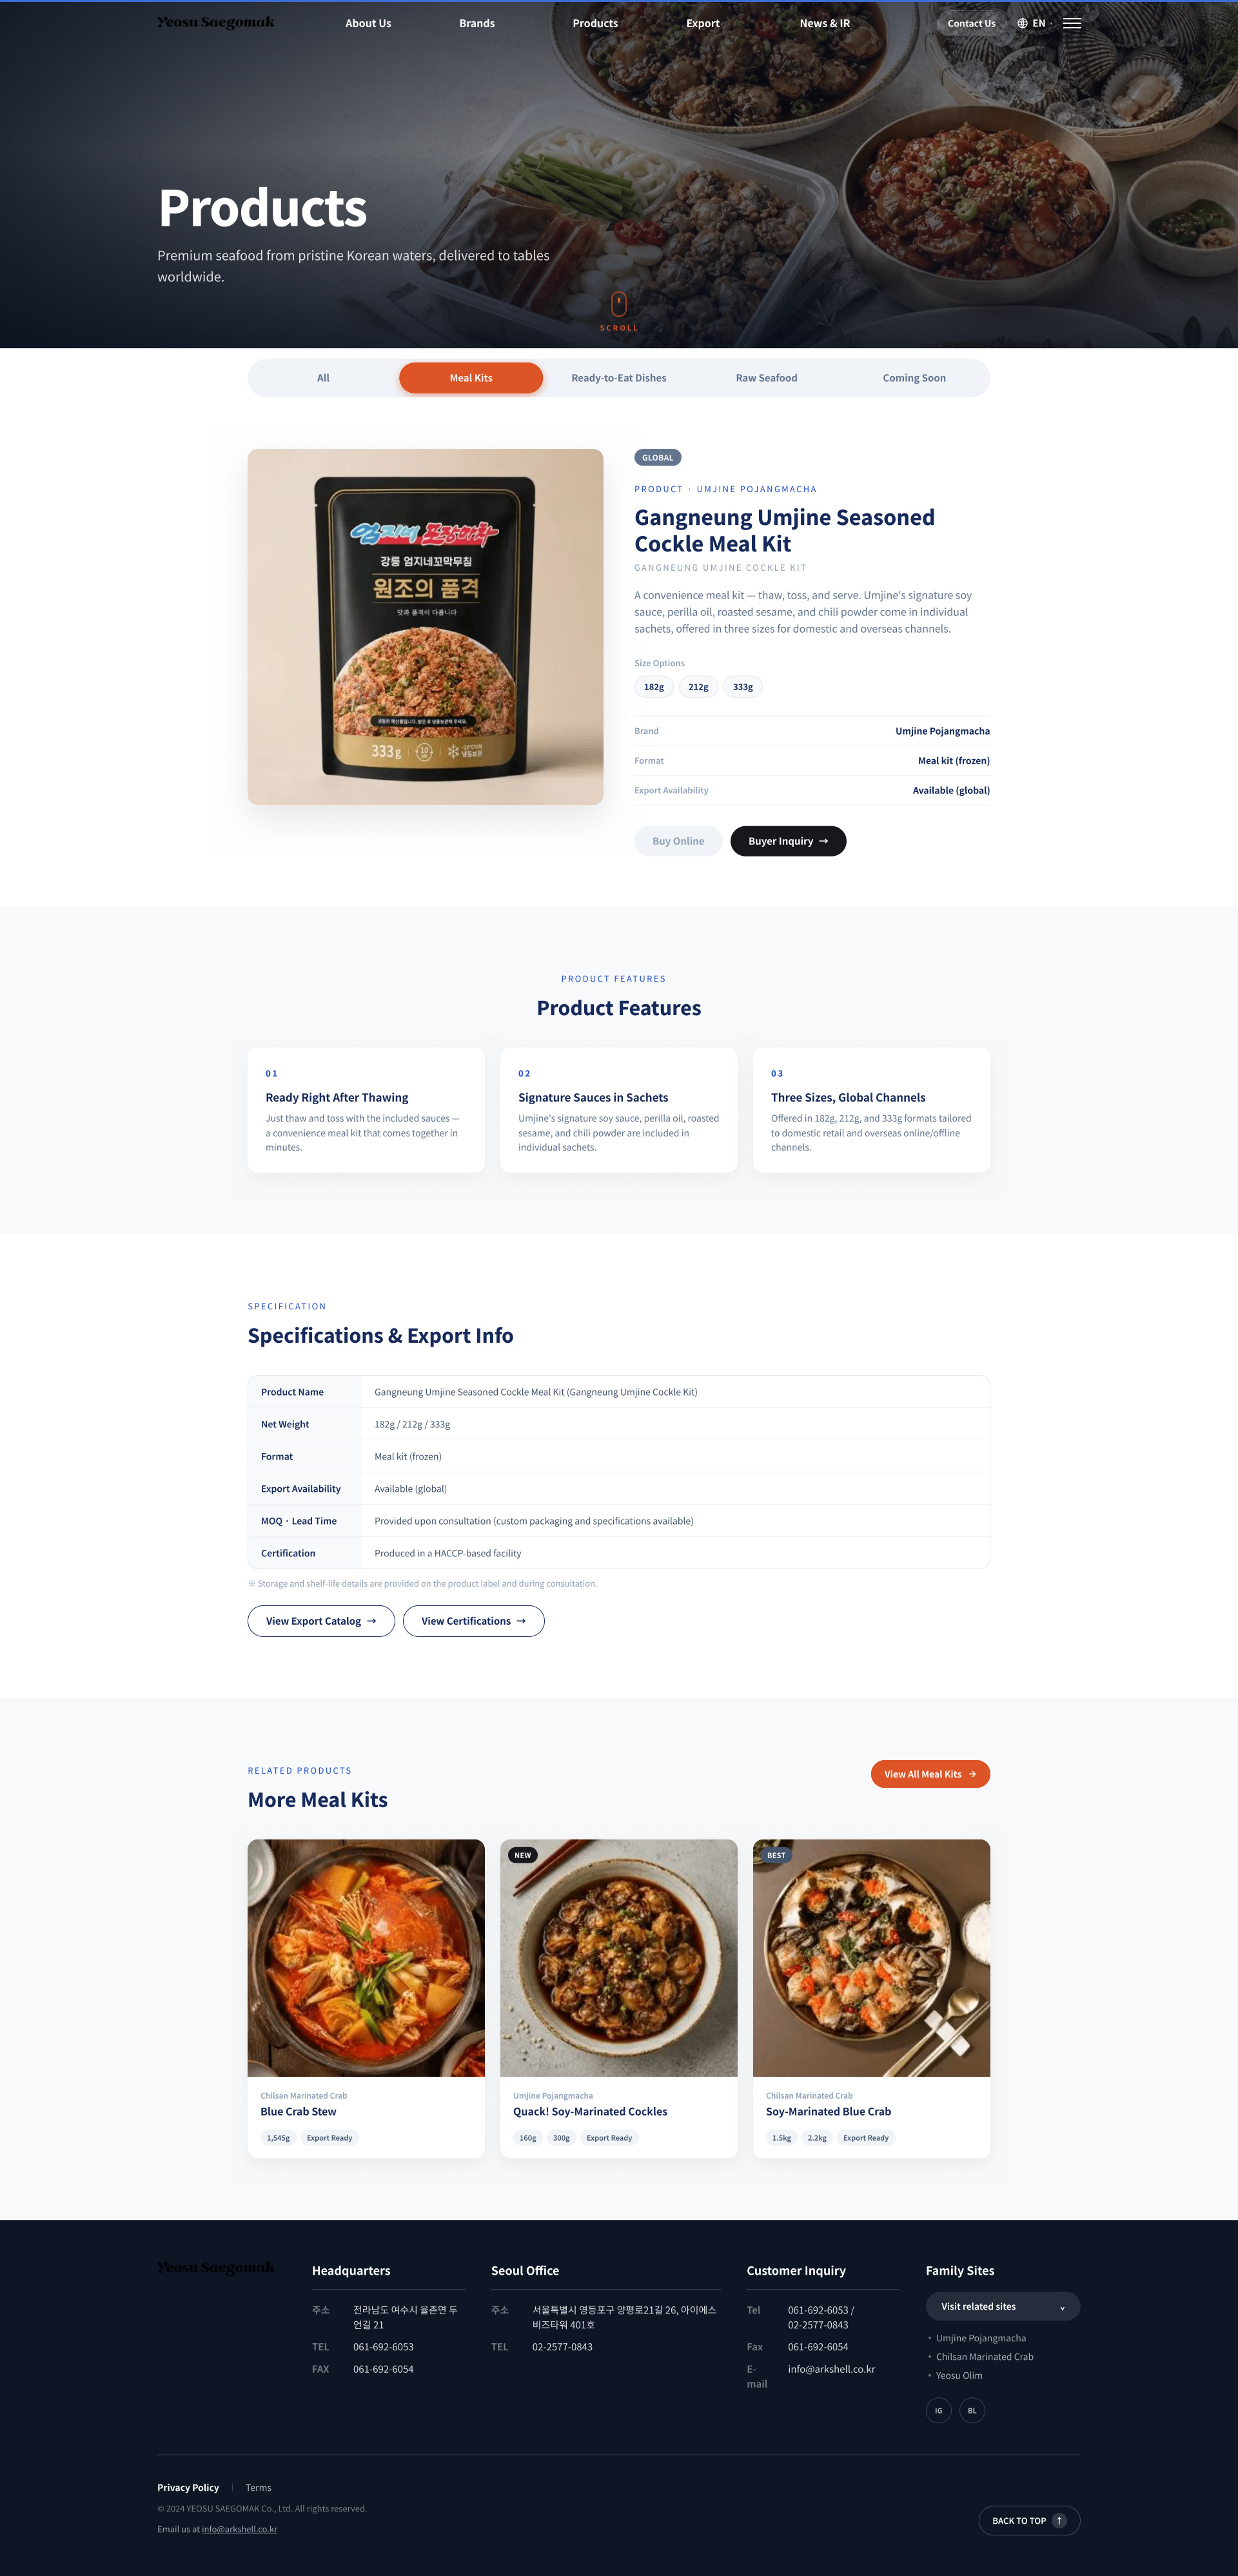 Yeosu Saegomak
About Us
Brands
Products
Export
News & IR
Contact Us
EN
Products
Premium seafood from pristine Korean waters, delivered to tables
worldwide.
SCROLL
All
Meal Kits
Ready-to-Eat Dishes
Raw Seafood
Coming Soon
엄지네 포장마차
강릉 엄지네꼬막무침
원조의 품격
맛과 품격이 다릅니다
333g
10
냉동보관
GLOBAL
PRODUCT · UMJINE POJANGMACHA
Gangneung Umjine Seasoned
Cockle Meal Kit
GANGNEUNG UMJINE COCKLE KIT
A convenience meal kit — thaw, toss, and serve. Umjine's signature soy
sauce, perilla oil, roasted sesame, and chili powder come in individual
sachets, offered in three sizes for domestic and overseas channels.
Size Options
182g 212g 333g
Brand Umjine Pojangmacha
Format Meal kit (frozen)
Export Availability Available (global)
Buy Online
Buyer Inquiry →
PRODUCT FEATURES
Product Features
01
Ready Right After Thawing
Just thaw and toss with the included sauces —
a convenience meal kit that comes together in
minutes.
02
Signature Sauces in Sachets
Umjine's signature soy sauce, perilla oil, roasted
sesame, and chili powder are included in
individual sachets.
03
Three Sizes, Global Channels
Offered in 182g, 212g, and 333g formats tailored
to domestic retail and overseas online/offline
channels.
SPECIFICATION
Specifications & Export Info
Product Name Gangneung Umjine Seasoned Cockle Meal Kit (Gangneung Umjine Cockle Kit)
Net Weight 182g / 212g / 333g
Format Meal kit (frozen)
Export Availability Available (global)
MOQ · Lead Time Provided upon consultation (custom packaging and specifications available)
Certification Produced in a HACCP-based facility
※ Storage and shelf-life details are provided on the product label and during consultation.
View Export Catalog →
View Certifications →
RELATED PRODUCTS
More Meal Kits
View All Meal Kits →
Chilsan Marinated Crab
Blue Crab Stew
1,545g Export Ready
NEW
Umjine Pojangmacha
Quack! Soy-Marinated Cockles
160g 300g Export Ready
BEST
Chilsan Marinated Crab
Soy-Marinated Blue Crab
1.5kg 2.2kg Export Ready
Yeosu Saegomak
Headquarters
주소 전라남도 여수시 율촌면 두
언길 21
TEL 061-692-6053
FAX 061-692-6054
Seoul Office
주소 서울특별시 영등포구 양평로21길 26, 아이에스
비즈타워 401호
TEL 02-2577-0843
Customer Inquiry
Tel 061-692-6053 /
02-2577-0843
Fax 061-692-6054
E-
mail info@arkshell.co.kr
Family Sites
Visit related sites
• Umjine Pojangmacha
• Chilsan Marinated Crab
• Yeosu Olim
IG
BL
Privacy Policy
Terms
© 2024 YEOSU SAEGOMAK Co., Ltd. All rights reserved.
Email us at info@arkshell.co.kr
BACK TO TOP ↑